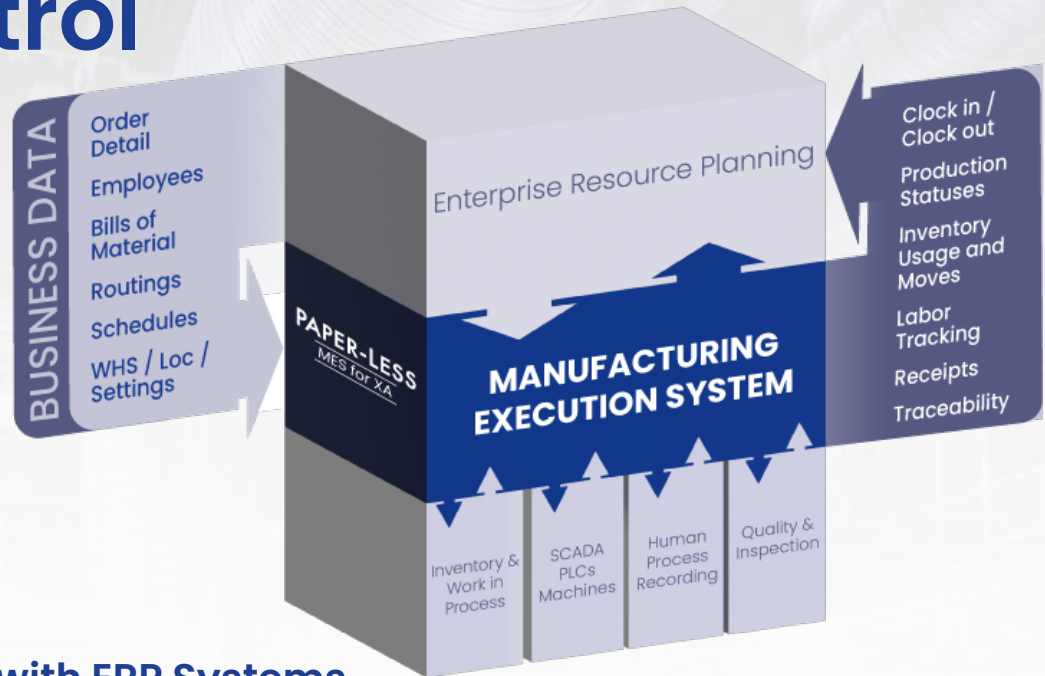 trol
BUSINESS DATA
Order
Detail
Employees
Bills of
Material
Routings
Schedules
WHS / Loc /
Settings
Enterprise Resource Planning
PAPER-LESS
MES for XA
MANUFACTURING
EXECUTION SYSTEM
Inventory &
Work in
Process
SCADA
PLCs
Machines
Human
Process
Recording
Quality &
Inspection
Clock in /
Clock out
Production
Statuses
Inventory
Usage and
Moves
Labor
Tracking
Receipts
Traceability
with ERP Systems